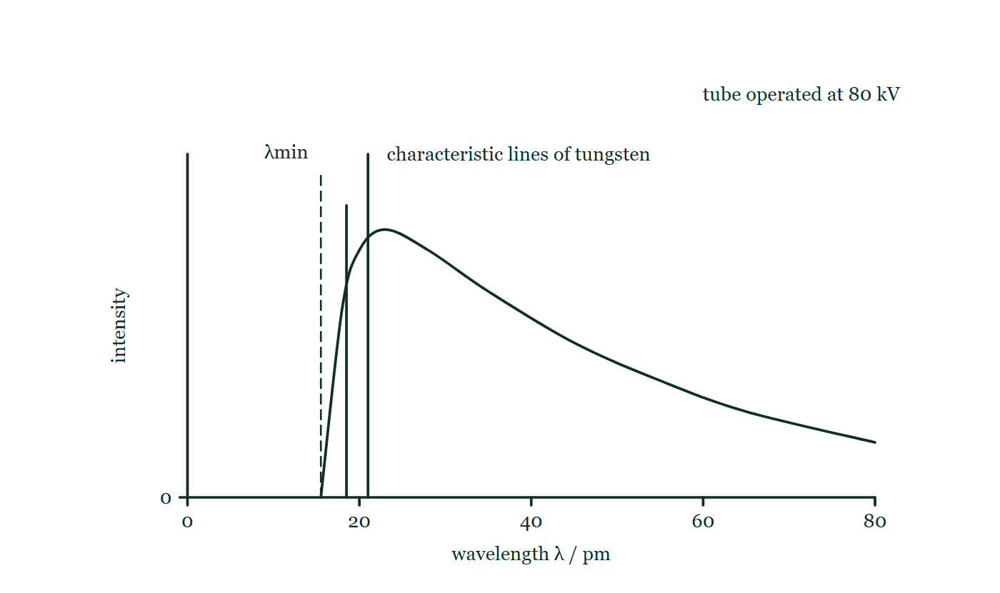 tube operated at 80 kV
λmin
characteristic lines of tungsten
intensity
0
0 20 40 60 80
wavelength λ / pm